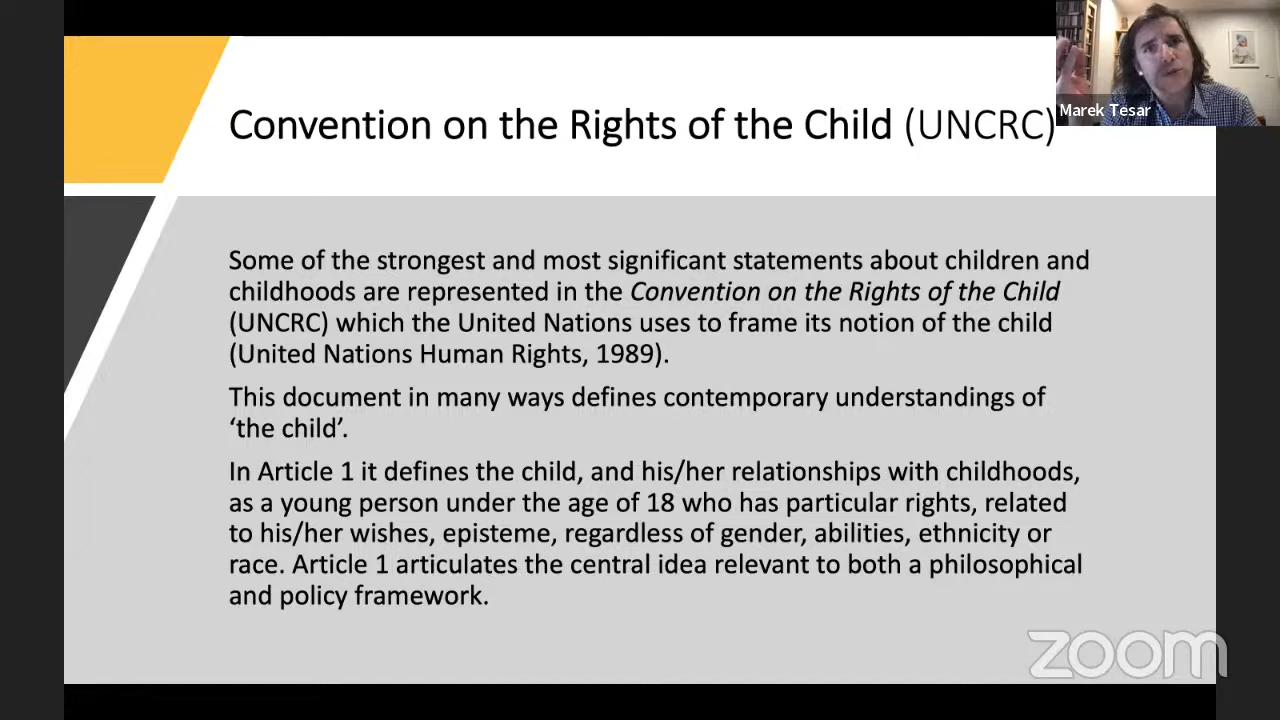 Convention on the Rights of the Child (UNCRC)
Marek Tesar
Some of the strongest and most significant statements about children and
childhoods are represented in the Convention on the Rights of the Child
(UNCRC) which the United Nations uses to frame its notion of the child
(United Nations Human Rights, 1989).
This document in many ways defines contemporary understandings of
‘the child’.
In Article 1 it defines the child, and his/her relationships with childhoods,
as a young person under the age of 18 who has particular rights, related
to his/her wishes, episteme, regardless of gender, abilities, ethnicity or
race. Article 1 articulates the central idea relevant to both a philosophical
and policy framework.
zoom